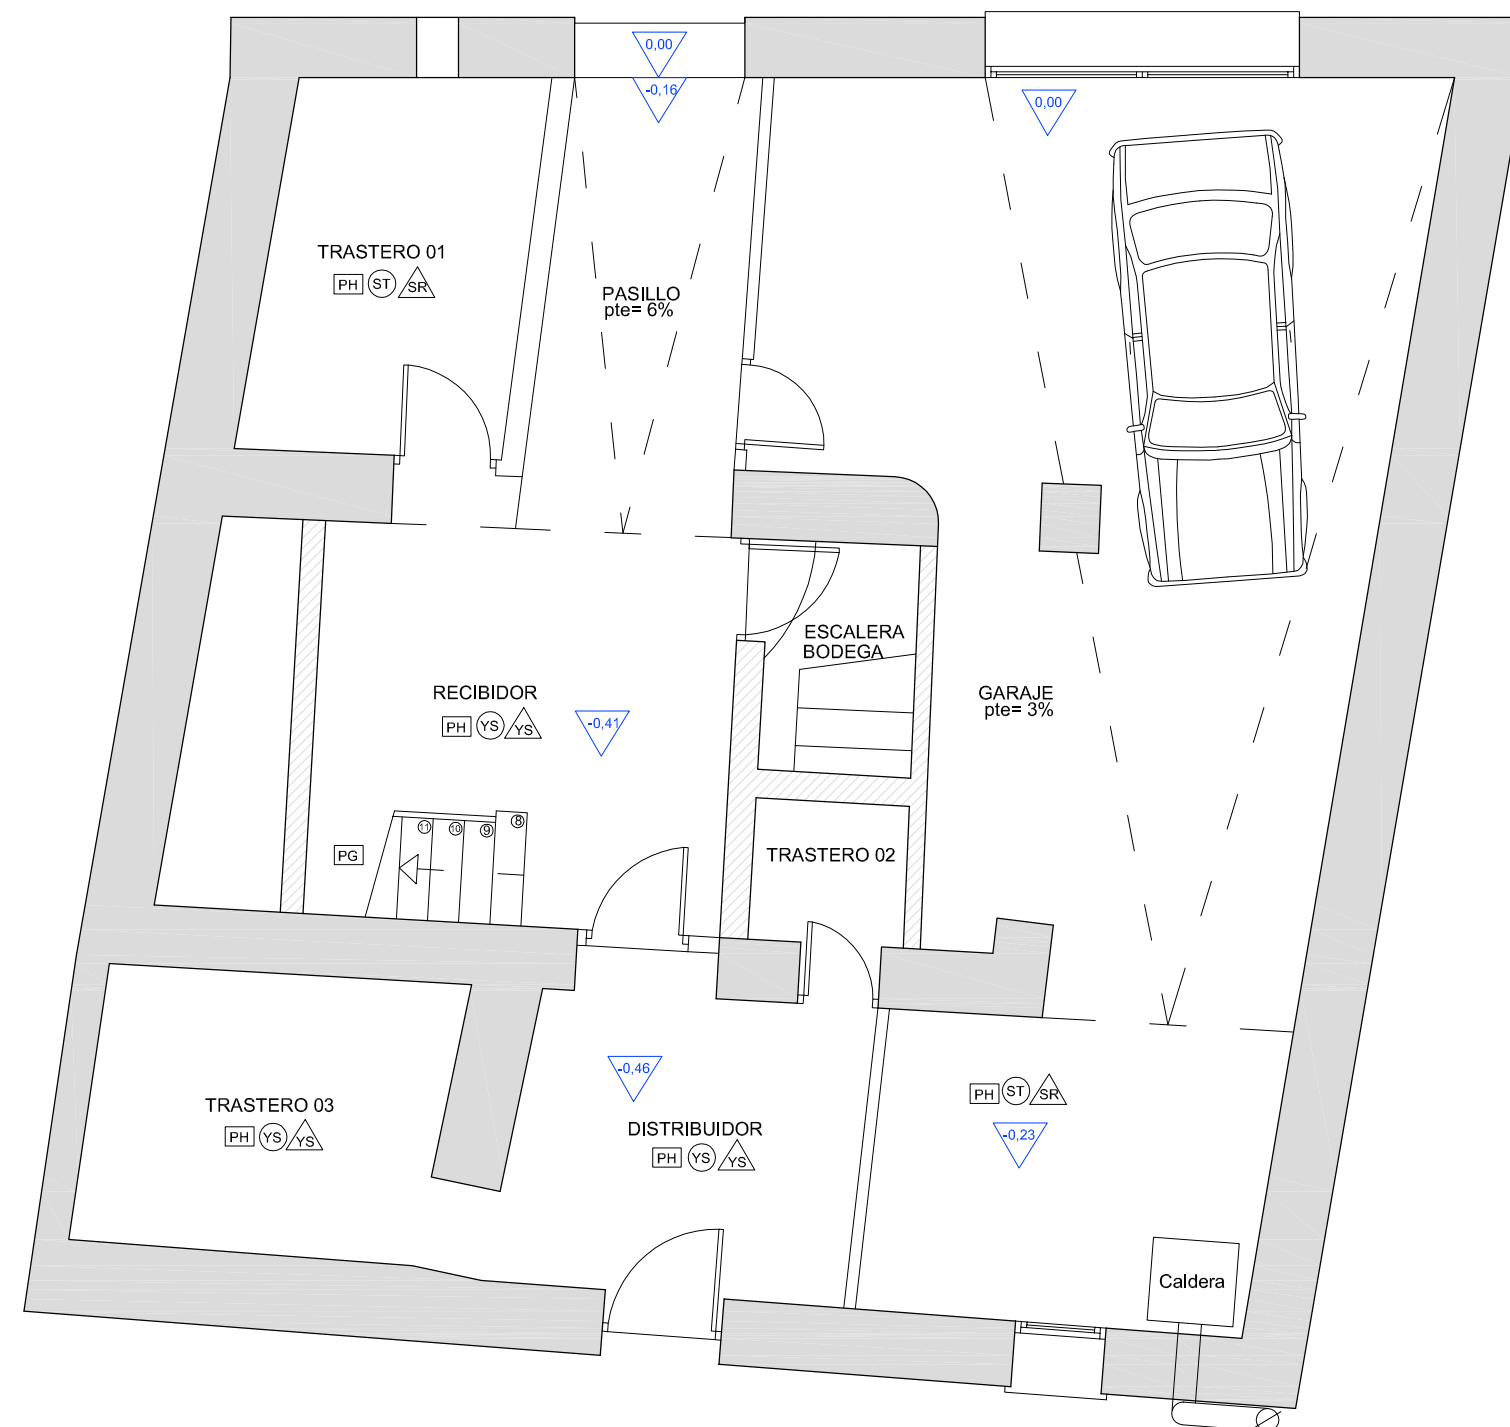 0,00
-0,16
0,00
TRASTERO 01
PH ST SR
PASILLO
pte= 6%
ESCALERA
BODEGA
RECIBIDOR
PH YS YS
-0,41
GARAJE
pte= 3%
11 10 9 8
PG
TRASTERO 02
-0,46
PH ST SR
-0,23
TRASTERO 03
PH YS YS
DISTRIBUIDOR
PH YS YS
Caldera